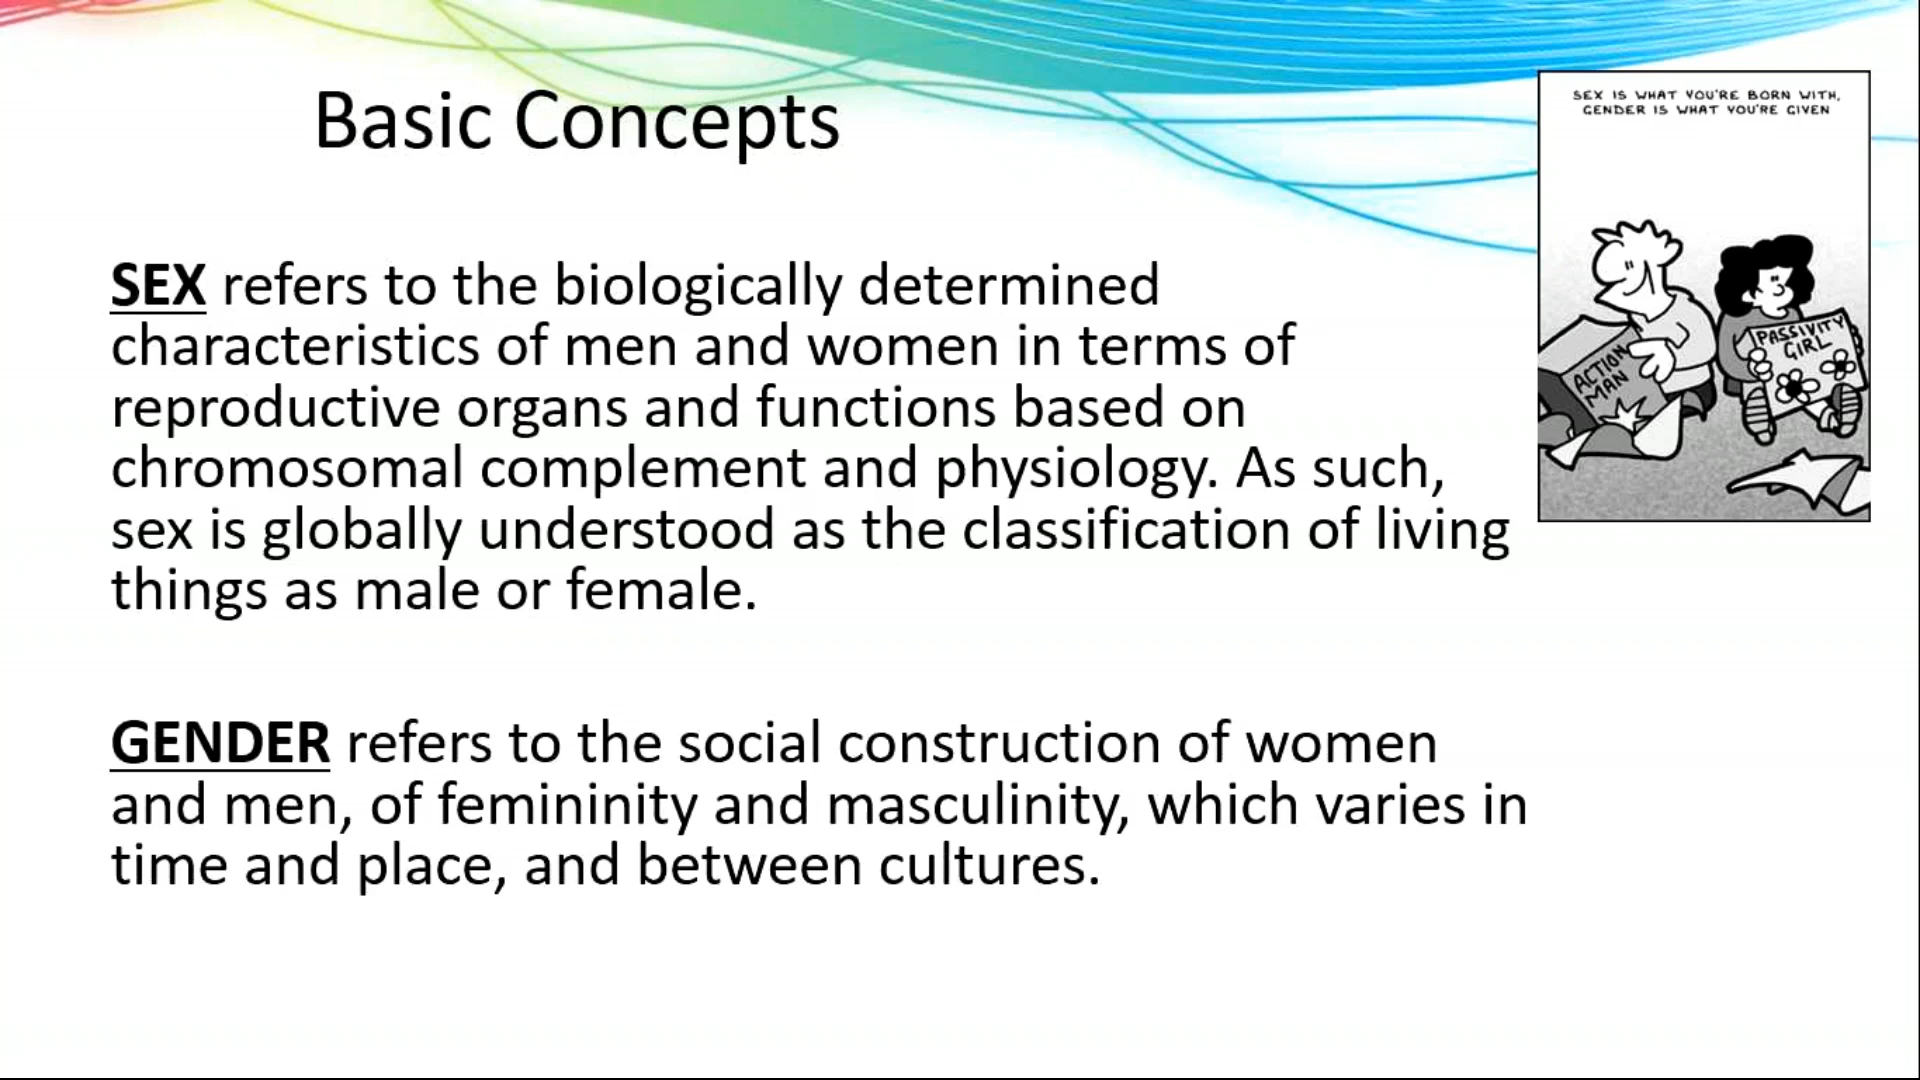 Basic Concepts
SEX IS WHAT YOU'RE BORN WITH,
GENDER IS WHAT YOU'RE GIVEN
ACTION
MAN
PASSIVITY
GIRL
SEX refers to the biologically determined
characteristics of men and women in terms of
reproductive organs and functions based on
chromosomal complement and physiology. As such,
sex is globally understood as the classification of living
things as male or female.
GENDER refers to the social construction of women
and men, of femininity and masculinity, which varies in
time and place, and between cultures.